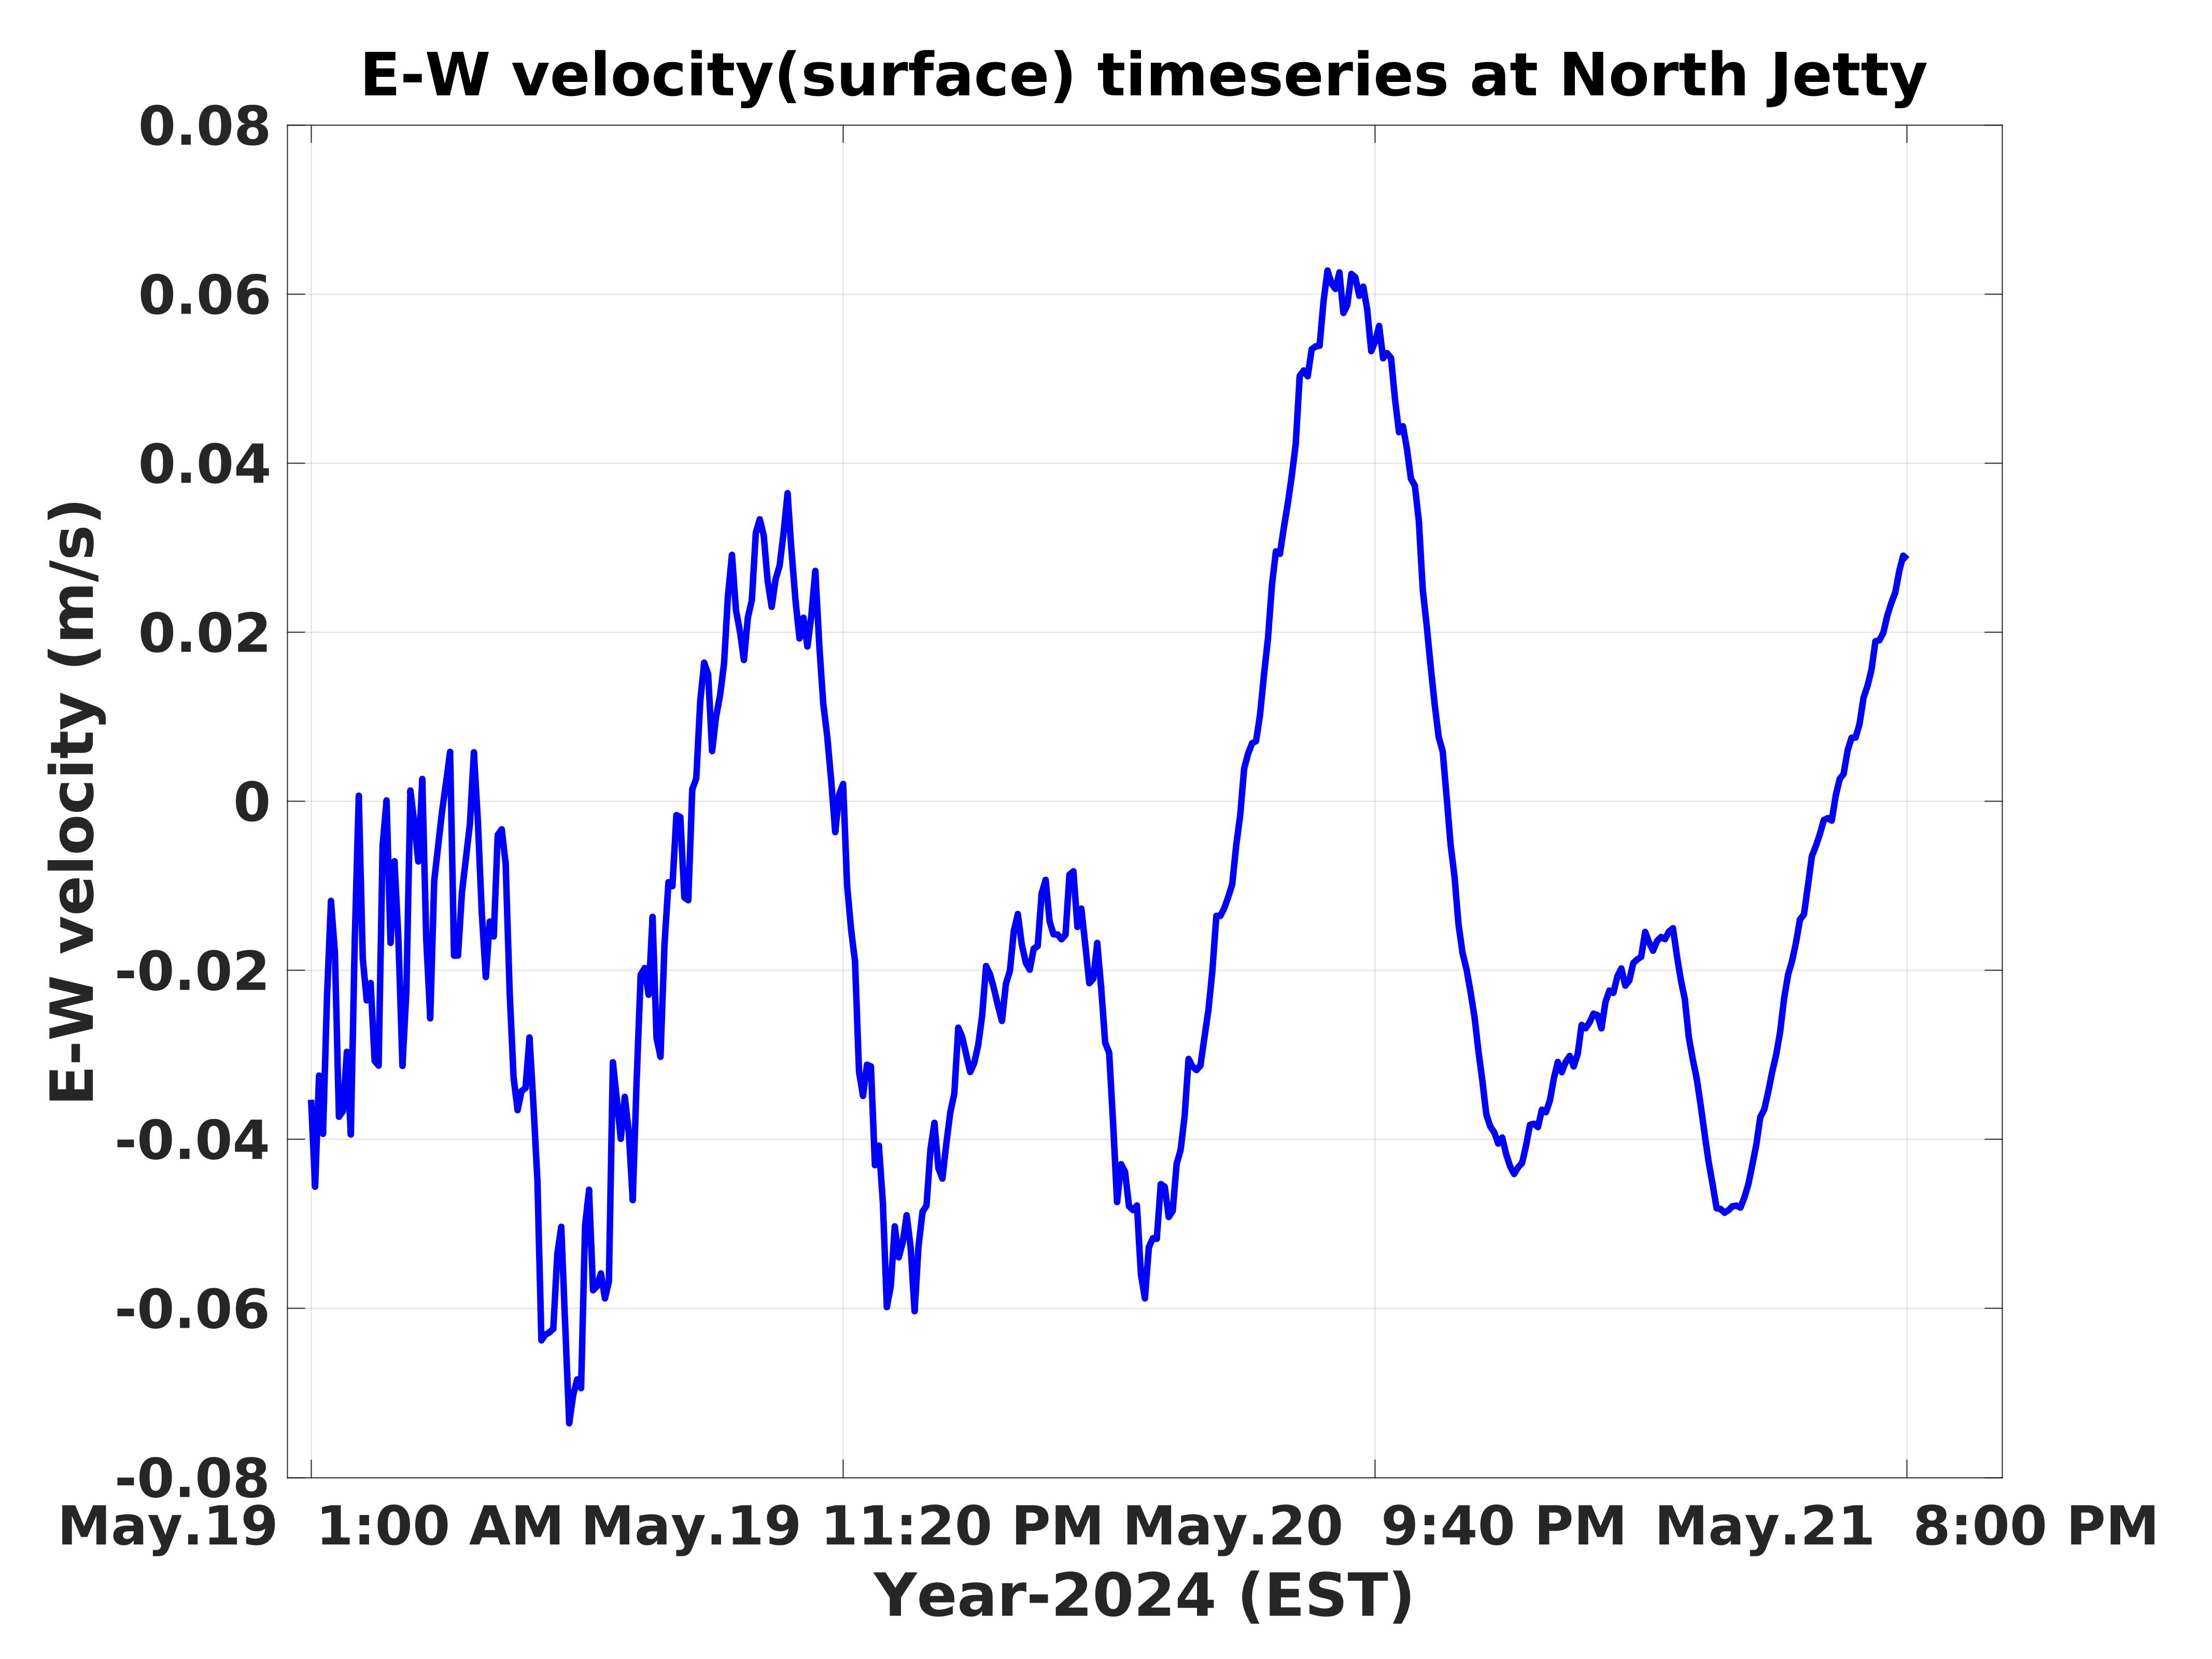 E-W velocity(surface) timeseries at North Jetty
E-W velocity (m/s)
0.08
0.06
0.04
0.02
0
-0.02
-0.04
-0.06
-0.08
May.19 1:00 AM May.19 11:20 PM May.20 9:40 PM May.21 8:00 PM
Year-2024 (EST)